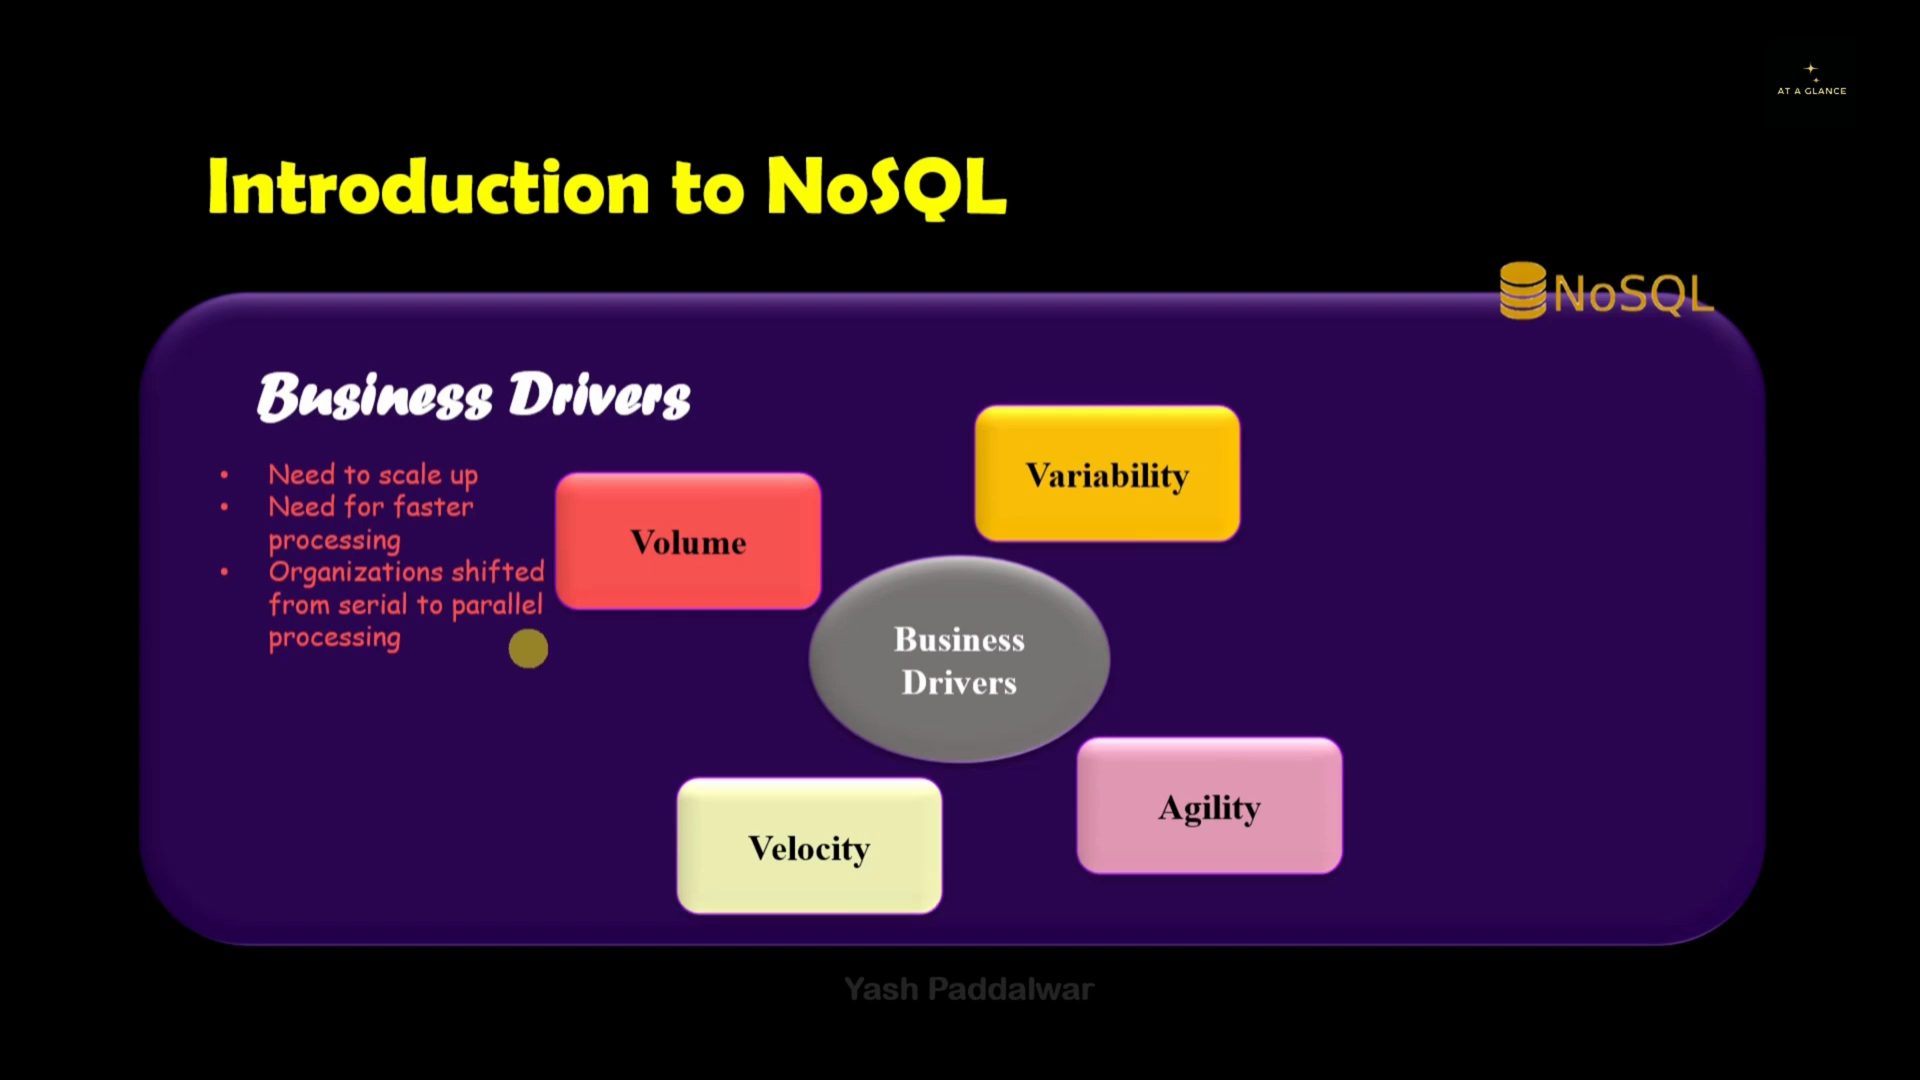 AT A GLANCE
Introduction to NoSQL
NoSQL
Business Drivers
• Need to scale up
• Need for faster
processing
• Organizations shifted
from serial to parallel
processing
Volume
Variability
Business
Drivers
Velocity
Agility
Yash Paddalwar